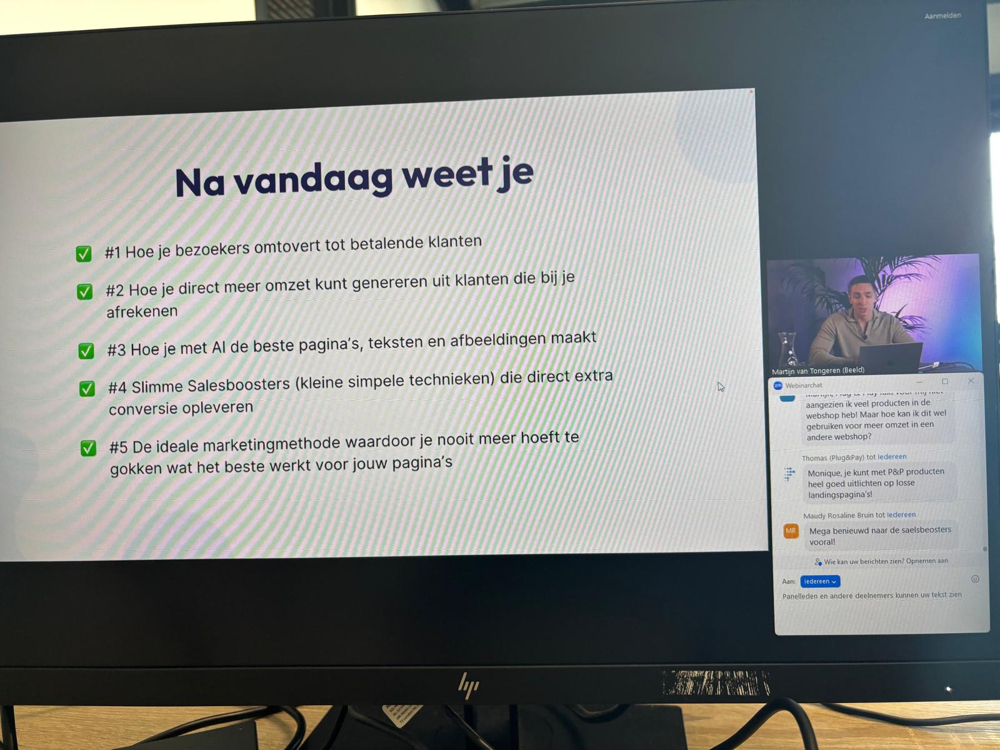 Aanmelden
Na vandaag weet je
#1 Hoe je bezoekers omtovert tot betalende klanten
#2 Hoe je direct meer omzet kunt genereren uit klanten die bij je
afrekenen
#3 Hoe je met AI de beste pagina's, teksten en afbeeldingen maakt
#4 Slimme Salesboosters (kleine simpele technieken) die direct extra
conversie opleveren
#5 De ideale marketingmethode waardoor je nooit meer hoeft te
gokken wat het beste werkt voor jouw pagina's
Martijn van Tongeren (Beeld)
zm Webinarchat
aangezien ik veel producten in de
webshop heb! Maar hoe kan ik dit wel
gebruiken voor meer omzet in een
andere webshop?
Thomas (Plug&Pay) tot Iedereen
Monique, je kunt met P&P producten
heel goed uitlichten op losse
landingspagina's!
Maudy Rosaline Bruin tot Iedereen
MR
Mega benieuwd naar de saelsbeosters
vooral!
Wie kan uw berichten zien? Opnemen aan
Aan: Iedereen
Panelleden en andere deelnemers kunnen uw tekst zien
hp